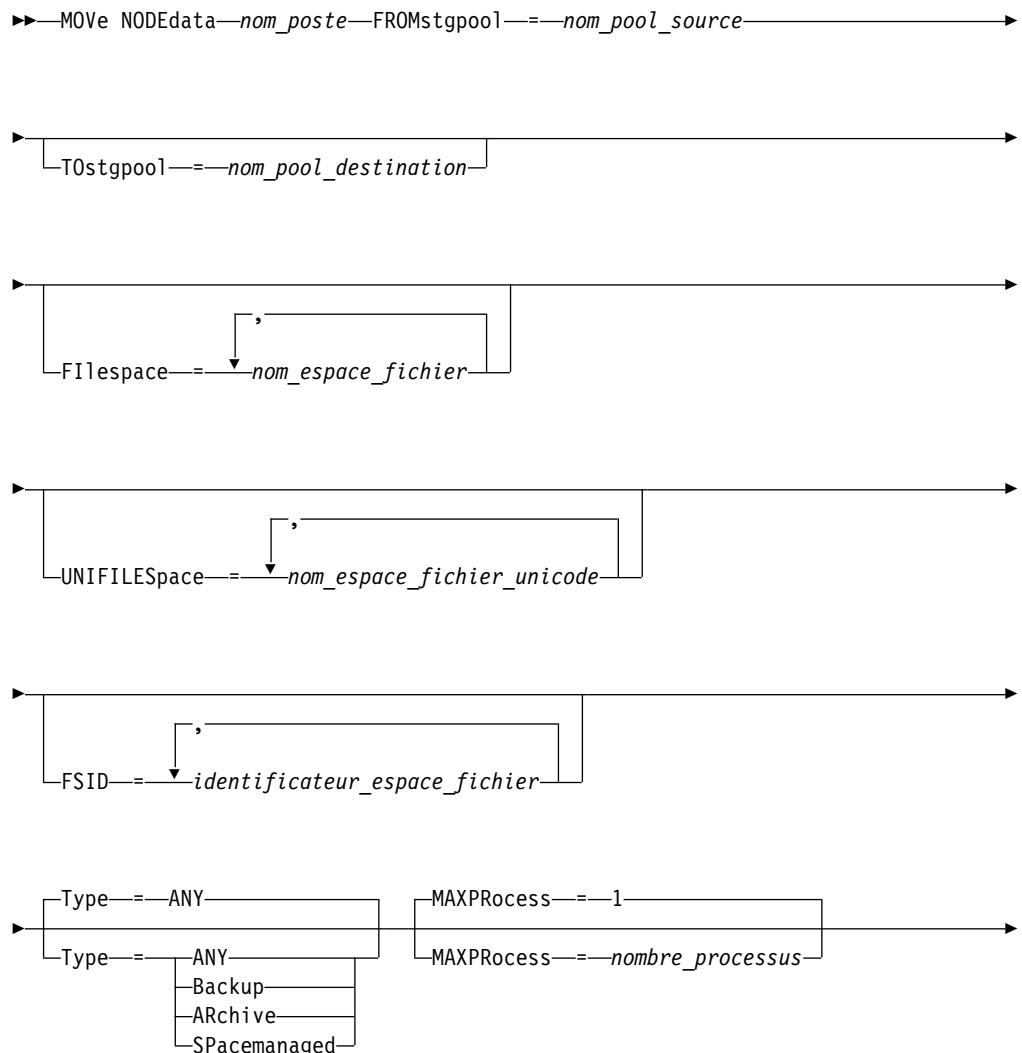 MOVe NODEdata nom_poste FROMstgpool = nom_pool_source
TOstgpool = nom_pool_destination
,
FIlespace = nom_espace_fichier
,
UNIFILESpace = nom_espace_fichier_unicode
,
FSID = identificateur_espace_fichier
Type = ANY MAXPRocess = 1
Type = ANY MAXPRocess = nombre_processus
Backup
ARchive
SPacemanaged